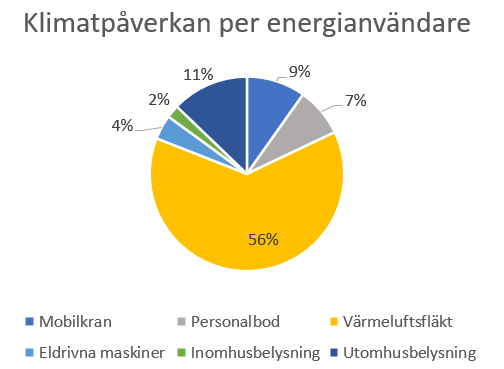 Klimatpåverkan per energianvändare
11%
9%
2%
7%
4%
56%
Mobilkran Personalbod Värmeluftsfläkt
Eldrivna maskiner Inomhusbelysning Utomhusbelysning